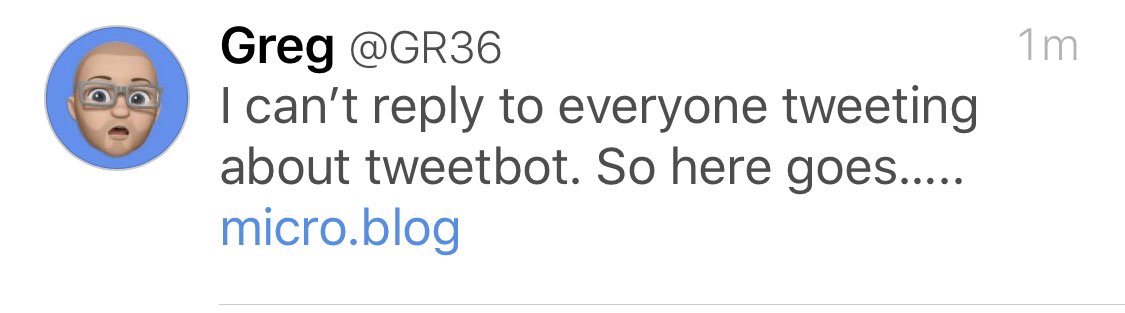 Greg @GR36 1m
I can’t reply to everyone tweeting
about tweetbot. So here goes.....
micro.blog